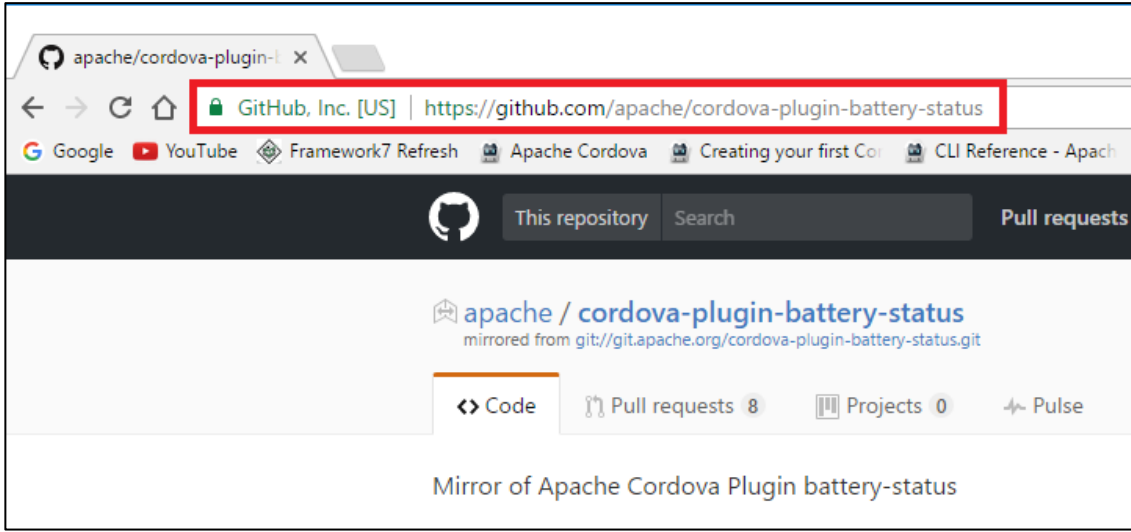 apache/cordova-plugin-b
GitHub, Inc. [US] | https://github.com/apache/cordova-plugin-battery-status
Google YouTube Framework7 Refresh Apache Cordova Creating your first Cor CLI Reference - Apach
This repository Search Pull requests
apache / cordova-plugin-battery-status
mirrored from git://git.apache.org/cordova-plugin-battery-status.git
<> Code Pull requests 8 Projects 0 Pulse
Mirror of Apache Cordova Plugin battery-status